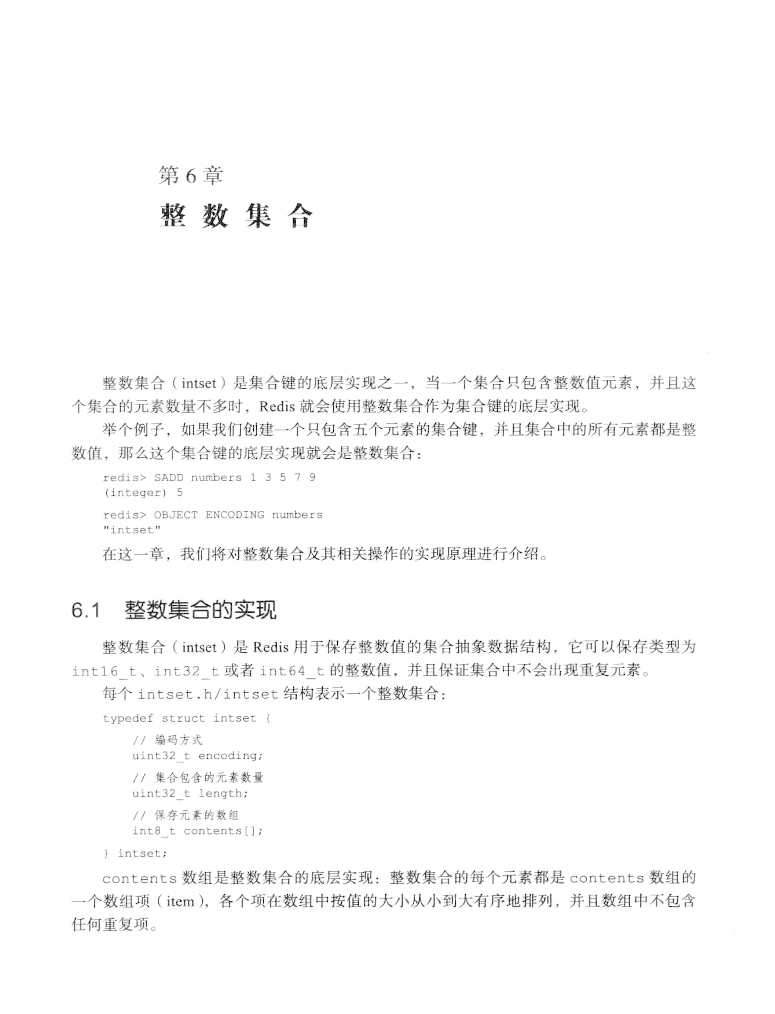 第 6 章
整 数 集 合
整数集合（intset）是集合键的底层实现之一，当一个集合只包含整数值元素，并且这
个集合的元素数量不多时，Redis 就会使用整数集合作为集合键的底层实现。
举个例子，如果我们创建一个只包含五个元素的集合键，并且集合中的所有元素都是整
数值，那么这个集合键的底层实现就会是整数集合：
redis> SADD numbers 1 3 5 7 9
(integer) 5
redis> OBJECT ENCODING numbers
"intset"
在这一章，我们将对整数集合及其相关操作的实现原理进行介绍。
6.1 整数集合的实现
整数集合（intset）是 Redis 用于保存整数值的集合抽象数据结构，它可以保存类型为
int16_t、int32_t 或者 int64_t 的整数值，并且保证集合中不会出现重复元素。
每个 intset.h/intset 结构表示一个整数集合：
typedef struct intset {
// 编码方式
uint32_t encoding;
// 集合包含的元素数量
uint32_t length;
// 保存元素的数组
int8_t contents[];
} intset;
contents 数组是整数集合的底层实现：整数集合的每个元素都是 contents 数组的
一个数组项（item），各个项在数组中按值的大小从小到大有序地排列，并且数组中不包含
任何重复项。